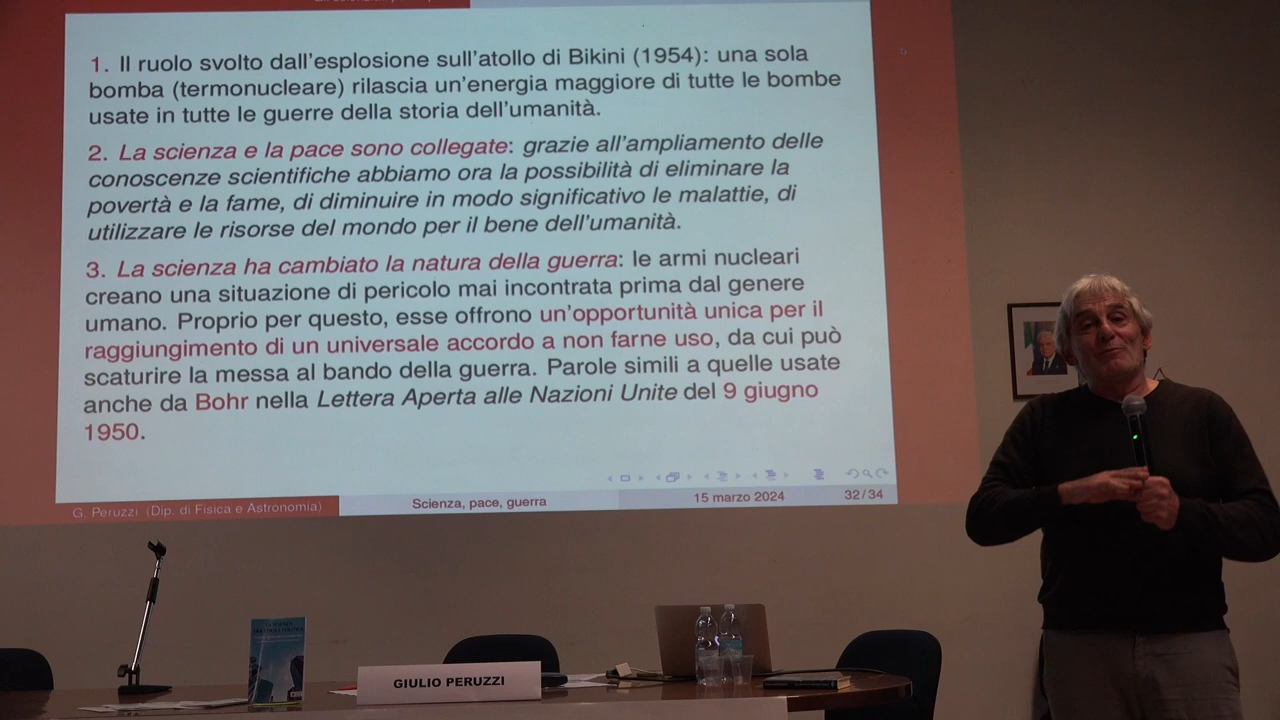 1. Il ruolo svolto dall'esplosione sull'atollo di Bikini (1954): una sola
bomba (termonucleare) rilascia un'energia maggiore di tutte le bombe
usate in tutte le guerre della storia dell'umanità.
2. La scienza e la pace sono collegate: grazie all'ampliamento delle
conoscenze scientifiche abbiamo ora la possibilità di eliminare la
povertà e la fame, di diminuire in modo significativo le malattie, di
utilizzare le risorse del mondo per il bene dell'umanità.
3. La scienza ha cambiato la natura della guerra: le armi nucleari
creano una situazione di pericolo mai incontrata prima dal genere
umano. Proprio per questo, esse offrono un'opportunità unica per il
raggiungimento di un universale accordo a non farne uso, da cui può
scaturire la messa al bando della guerra. Parole simili a quelle usate
anche da Bohr nella Lettera Aperta alle Nazioni Unite del 9 giugno
1950.
G. Peruzzi (Dip. di Fisica e Astronomia)
Scienza, pace, guerra
15 marzo 2024
32/34
GIULIO PERUZZI